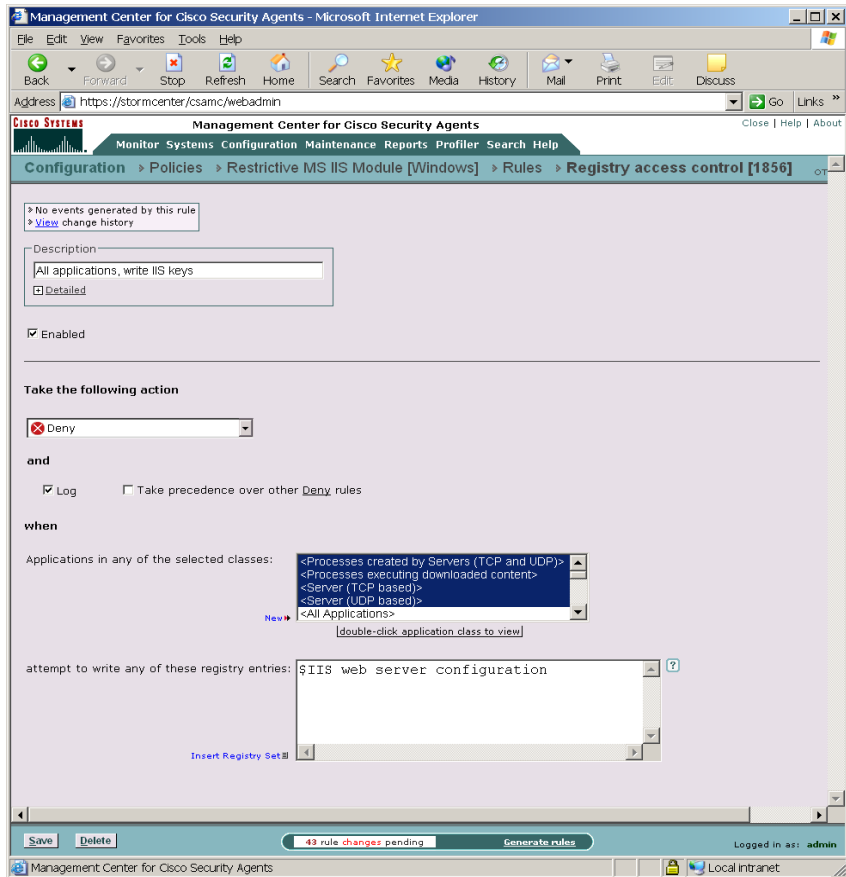 Management Center for Cisco Security Agents - Microsoft Internet Explorer
File Edit View Favorites Tools Help
Back Forward Stop Refresh Home Search Favorites Media History Mail Print Edit Discuss
Address https://stormcenter/csamc/webadmin Go Links »
CISCO SYSTEMS Management Center for Cisco Security Agents Close | Help | About
Monitor Systems Configuration Maintenance Reports Profiler Search Help
Configuration > Policies > Restrictive MS IIS Module [Windows] > Rules > Registry access control [1856] OT
> No events generated by this rule
> View change history
Description
All applications, write IIS keys
+ Detailed
Enabled
Take the following action
Deny
and
Log Take precedence over other Deny rules
when
Applications in any of the selected classes:
<Processes created by Servers (TCP and UDP)>
<Processes executing downloaded content>
<Server (TCP based)>
<Server (UDP based)>
<All Applications>
New
double-click application class to view
attempt to write any of these registry entries: $IIS web server configuration ?
Insert Registry Set
Save Delete 43 rule changes pending Generate rules Logged in as: admin
Management Center for Cisco Security Agents Local intranet